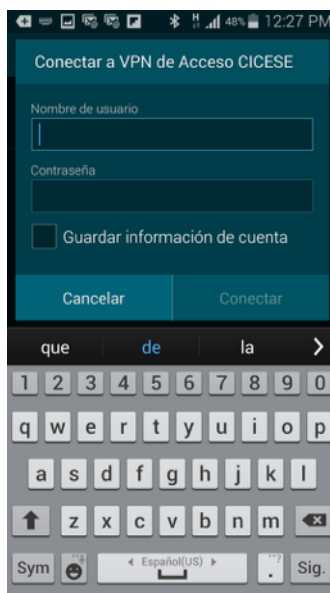 48% 12:27 PM
Conectar a VPN de Acceso CICESE
Nombre de usuario
Contraseña
Guardar información de cuenta
Cancelar Conectar
que de la
1 2 3 4 5 6 7 8 9 0
q w e r t y u i o p
a s d f g h j k l
z x c v b n m
Sym Español(US) . Sig.